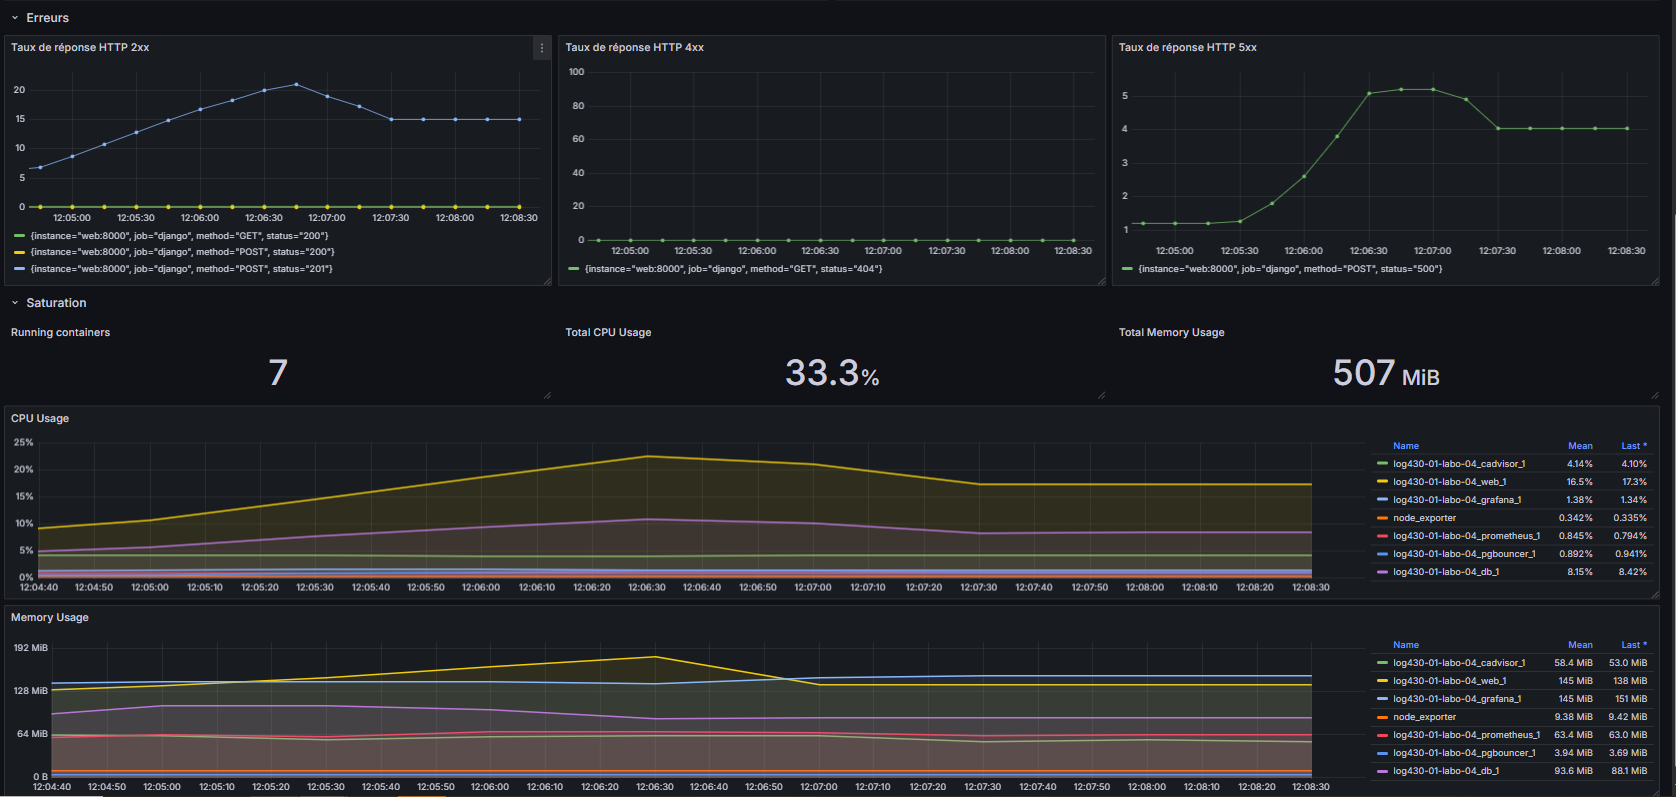 Erreurs
Taux de réponse HTTP 2xx
20
15
10
5
0
12:05:00 12:05:30 12:06:00 12:06:30 12:07:00 12:07:30 12:08:00 12:08:30
{instance="web:8000", job="django", method="GET", status="200"}
{instance="web:8000", job="django", method="POST", status="200"}
{instance="web:8000", job="django", method="POST", status="201"}
Taux de réponse HTTP 4xx
100
80
60
40
20
0
12:05:00 12:05:30 12:06:00 12:06:30 12:07:00 12:07:30 12:08:00 12:08:30
{instance="web:8000", job="django", method="GET", status="404"}
Taux de réponse HTTP 5xx
5
4
3
2
1
12:05:00 12:05:30 12:06:00 12:06:30 12:07:00 12:07:30 12:08:00 12:08:30
{instance="web:8000", job="django", method="POST", status="500"}
Saturation
Running containers
7
Total CPU Usage
33.3%
Total Memory Usage
507 MiB
CPU Usage
25%
20%
15%
10%
5%
0%
12:04:40 12:04:50 12:05:00 12:05:10 12:05:20 12:05:30 12:05:40 12:05:50 12:06:00 12:06:10 12:06:20 12:06:30 12:06:40 12:06:50 12:07:00 12:07:10 12:07:20 12:07:30 12:07:40 12:07:50 12:08:00 12:08:10 12:08:20 12:08:30
Name Mean Last *
log430-01-labo-04_cadvisor_1 4.14% 4.10%
log430-01-labo-04_web_1 16.5% 17.3%
log430-01-labo-04_grafana_1 1.38% 1.34%
node_exporter 0.342% 0.335%
log430-01-labo-04_prometheus_1 0.845% 0.794%
log430-01-labo-04_pgbouncer_1 0.892% 0.941%
log430-01-labo-04_db_1 8.15% 8.42%
Memory Usage
192 MiB
128 MiB
64 MiB
0 B
12:04:40 12:04:50 12:05:00 12:05:10 12:05:20 12:05:30 12:05:40 12:05:50 12:06:00 12:06:10 12:06:20 12:06:30 12:06:40 12:06:50 12:07:00 12:07:10 12:07:20 12:07:30 12:07:40 12:07:50 12:08:00 12:08:10 12:08:20 12:08:30
Name Mean Last *
log430-01-labo-04_cadvisor_1 58.4 MiB 53.0 MiB
log430-01-labo-04_web_1 145 MiB 138 MiB
log430-01-labo-04_grafana_1 145 MiB 151 MiB
node_exporter 9.38 MiB 9.42 MiB
log430-01-labo-04_prometheus_1 63.4 MiB 63.0 MiB
log430-01-labo-04_pgbouncer_1 3.94 MiB 3.69 MiB
log430-01-labo-04_db_1 93.6 MiB 88.1 MiB